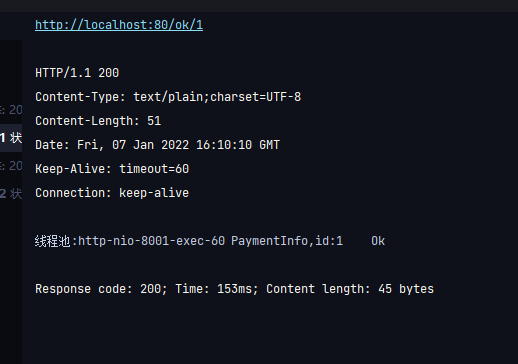 http://localhost:80/ok/1
HTTP/1.1 200
Content-Type: text/plain;charset=UTF-8
Content-Length: 51
Date: Fri, 07 Jan 2022 16:10:10 GMT
Keep-Alive: timeout=60
Connection: keep-alive
线程池:http-nio-8001-exec-60 PaymentInfo,id:1 Ok
Response code: 200; Time: 153ms; Content length: 45 bytes
: 20
1 状
: 20
2 状